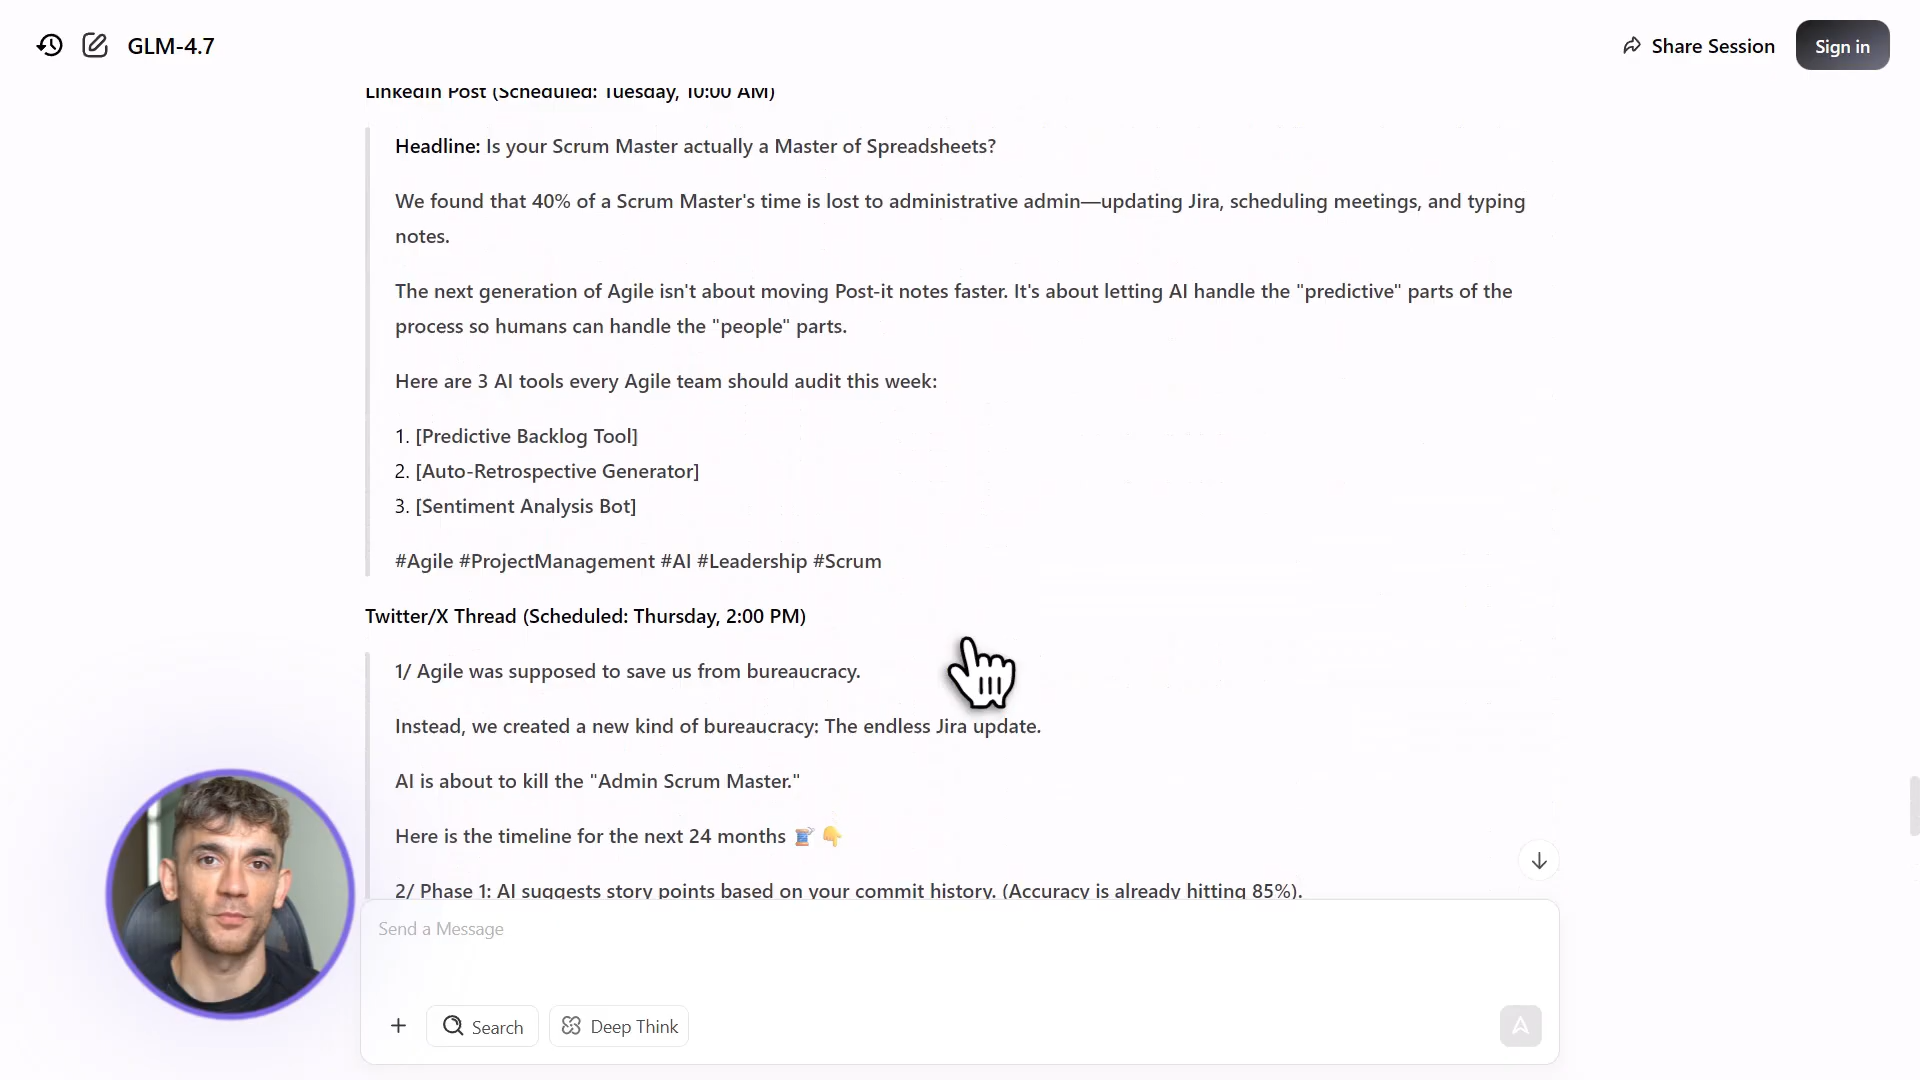 GLM-4.7
Share Session
Sign in
LinkedIn Post (Scheduled: Tuesday, 10:00 AM)
Headline: Is your Scrum Master actually a Master of Spreadsheets?
We found that 40% of a Scrum Master's time is lost to administrative admin—updating Jira, scheduling meetings, and typing
notes.
The next generation of Agile isn't about moving Post-it notes faster. It's about letting AI handle the "predictive" parts of the
process so humans can handle the "people" parts.
Here are 3 AI tools every Agile team should audit this week:
1. [Predictive Backlog Tool]
2. [Auto-Retrospective Generator]
3. [Sentiment Analysis Bot]
#Agile #ProjectManagement #AI #Leadership #Scrum
Twitter/X Thread (Scheduled: Thursday, 2:00 PM)
1/ Agile was supposed to save us from bureaucracy.
Instead, we created a new kind of bureaucracy: The endless Jira update.
AI is about to kill the "Admin Scrum Master."
Here is the timeline for the next 24 months 🧵 👇
2/ Phase 1: AI suggests story points based on your commit history. (Accuracy is already hitting 85%).
Send a Message
Search
Deep Think